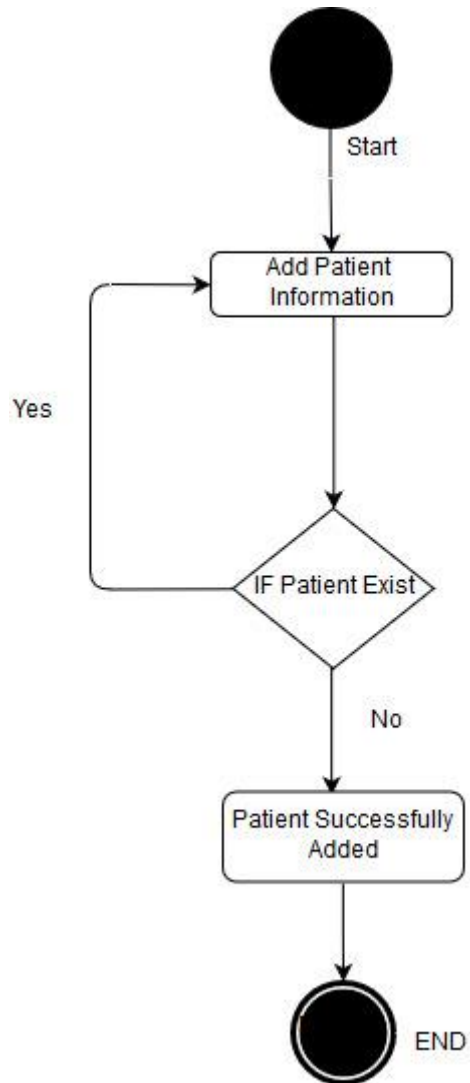 Start
Add Patient
Information
Yes
IF Patient Exist
No
Patient Successfully
Added
END